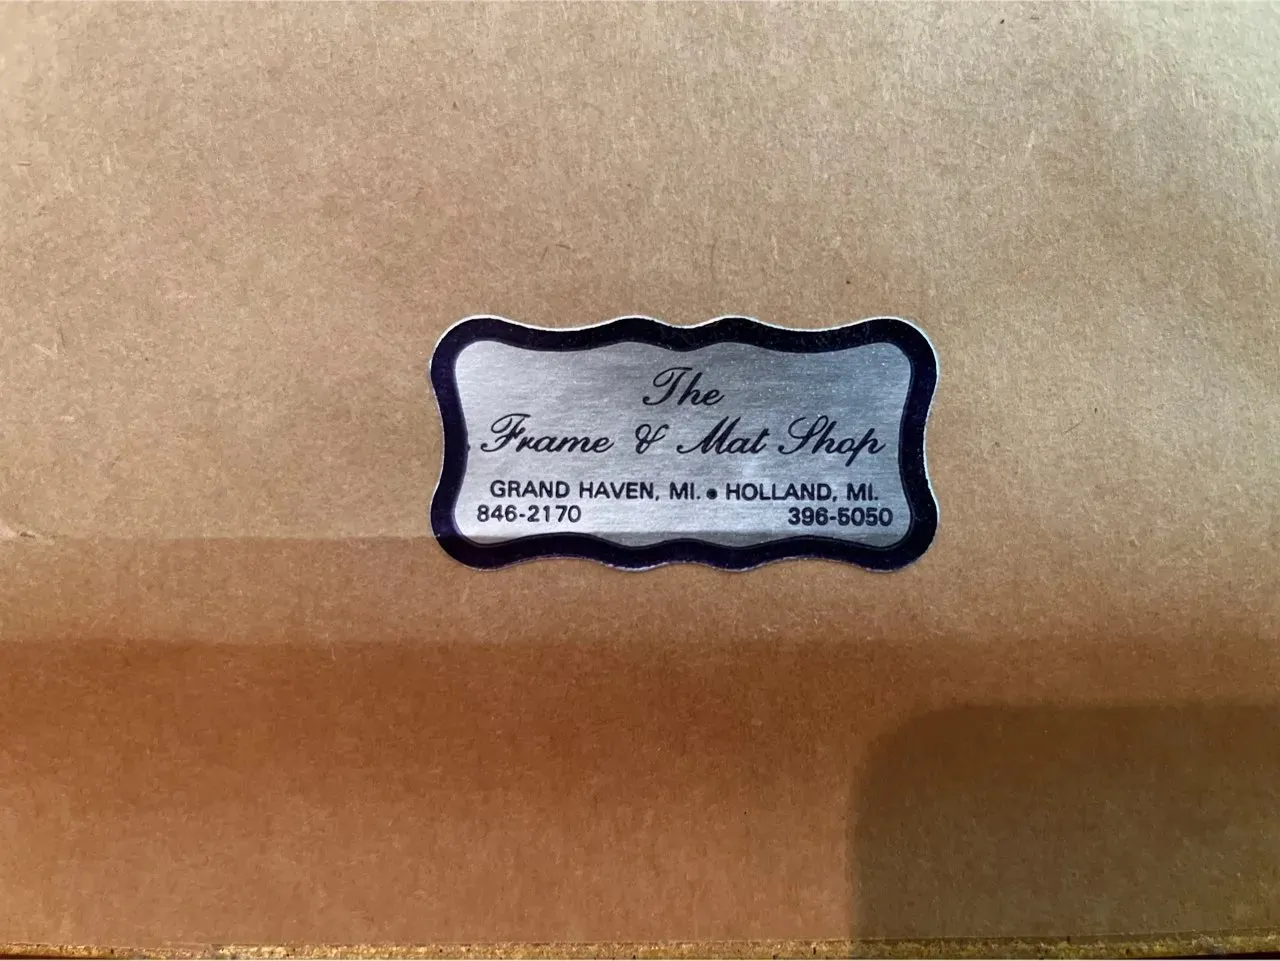 The
Frame & Mat Shop
GRAND HAVEN, MI. • HOLLAND, MI.
846-2170 396-5050